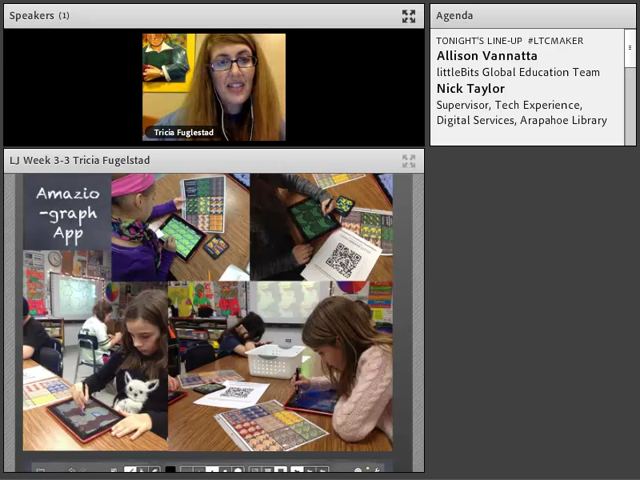 Speakers (1)
Tricia Fuglestad
Agenda
TONIGHT'S LINE-UP #LTCMAKER
Allison Vannatta
littleBits Global Education Team
Nick Taylor
Supervisor, Tech Experience,
Digital Services, Arapahoe Library
LJ Week 3-3 Tricia Fugelstad
Amazio
-graph
App